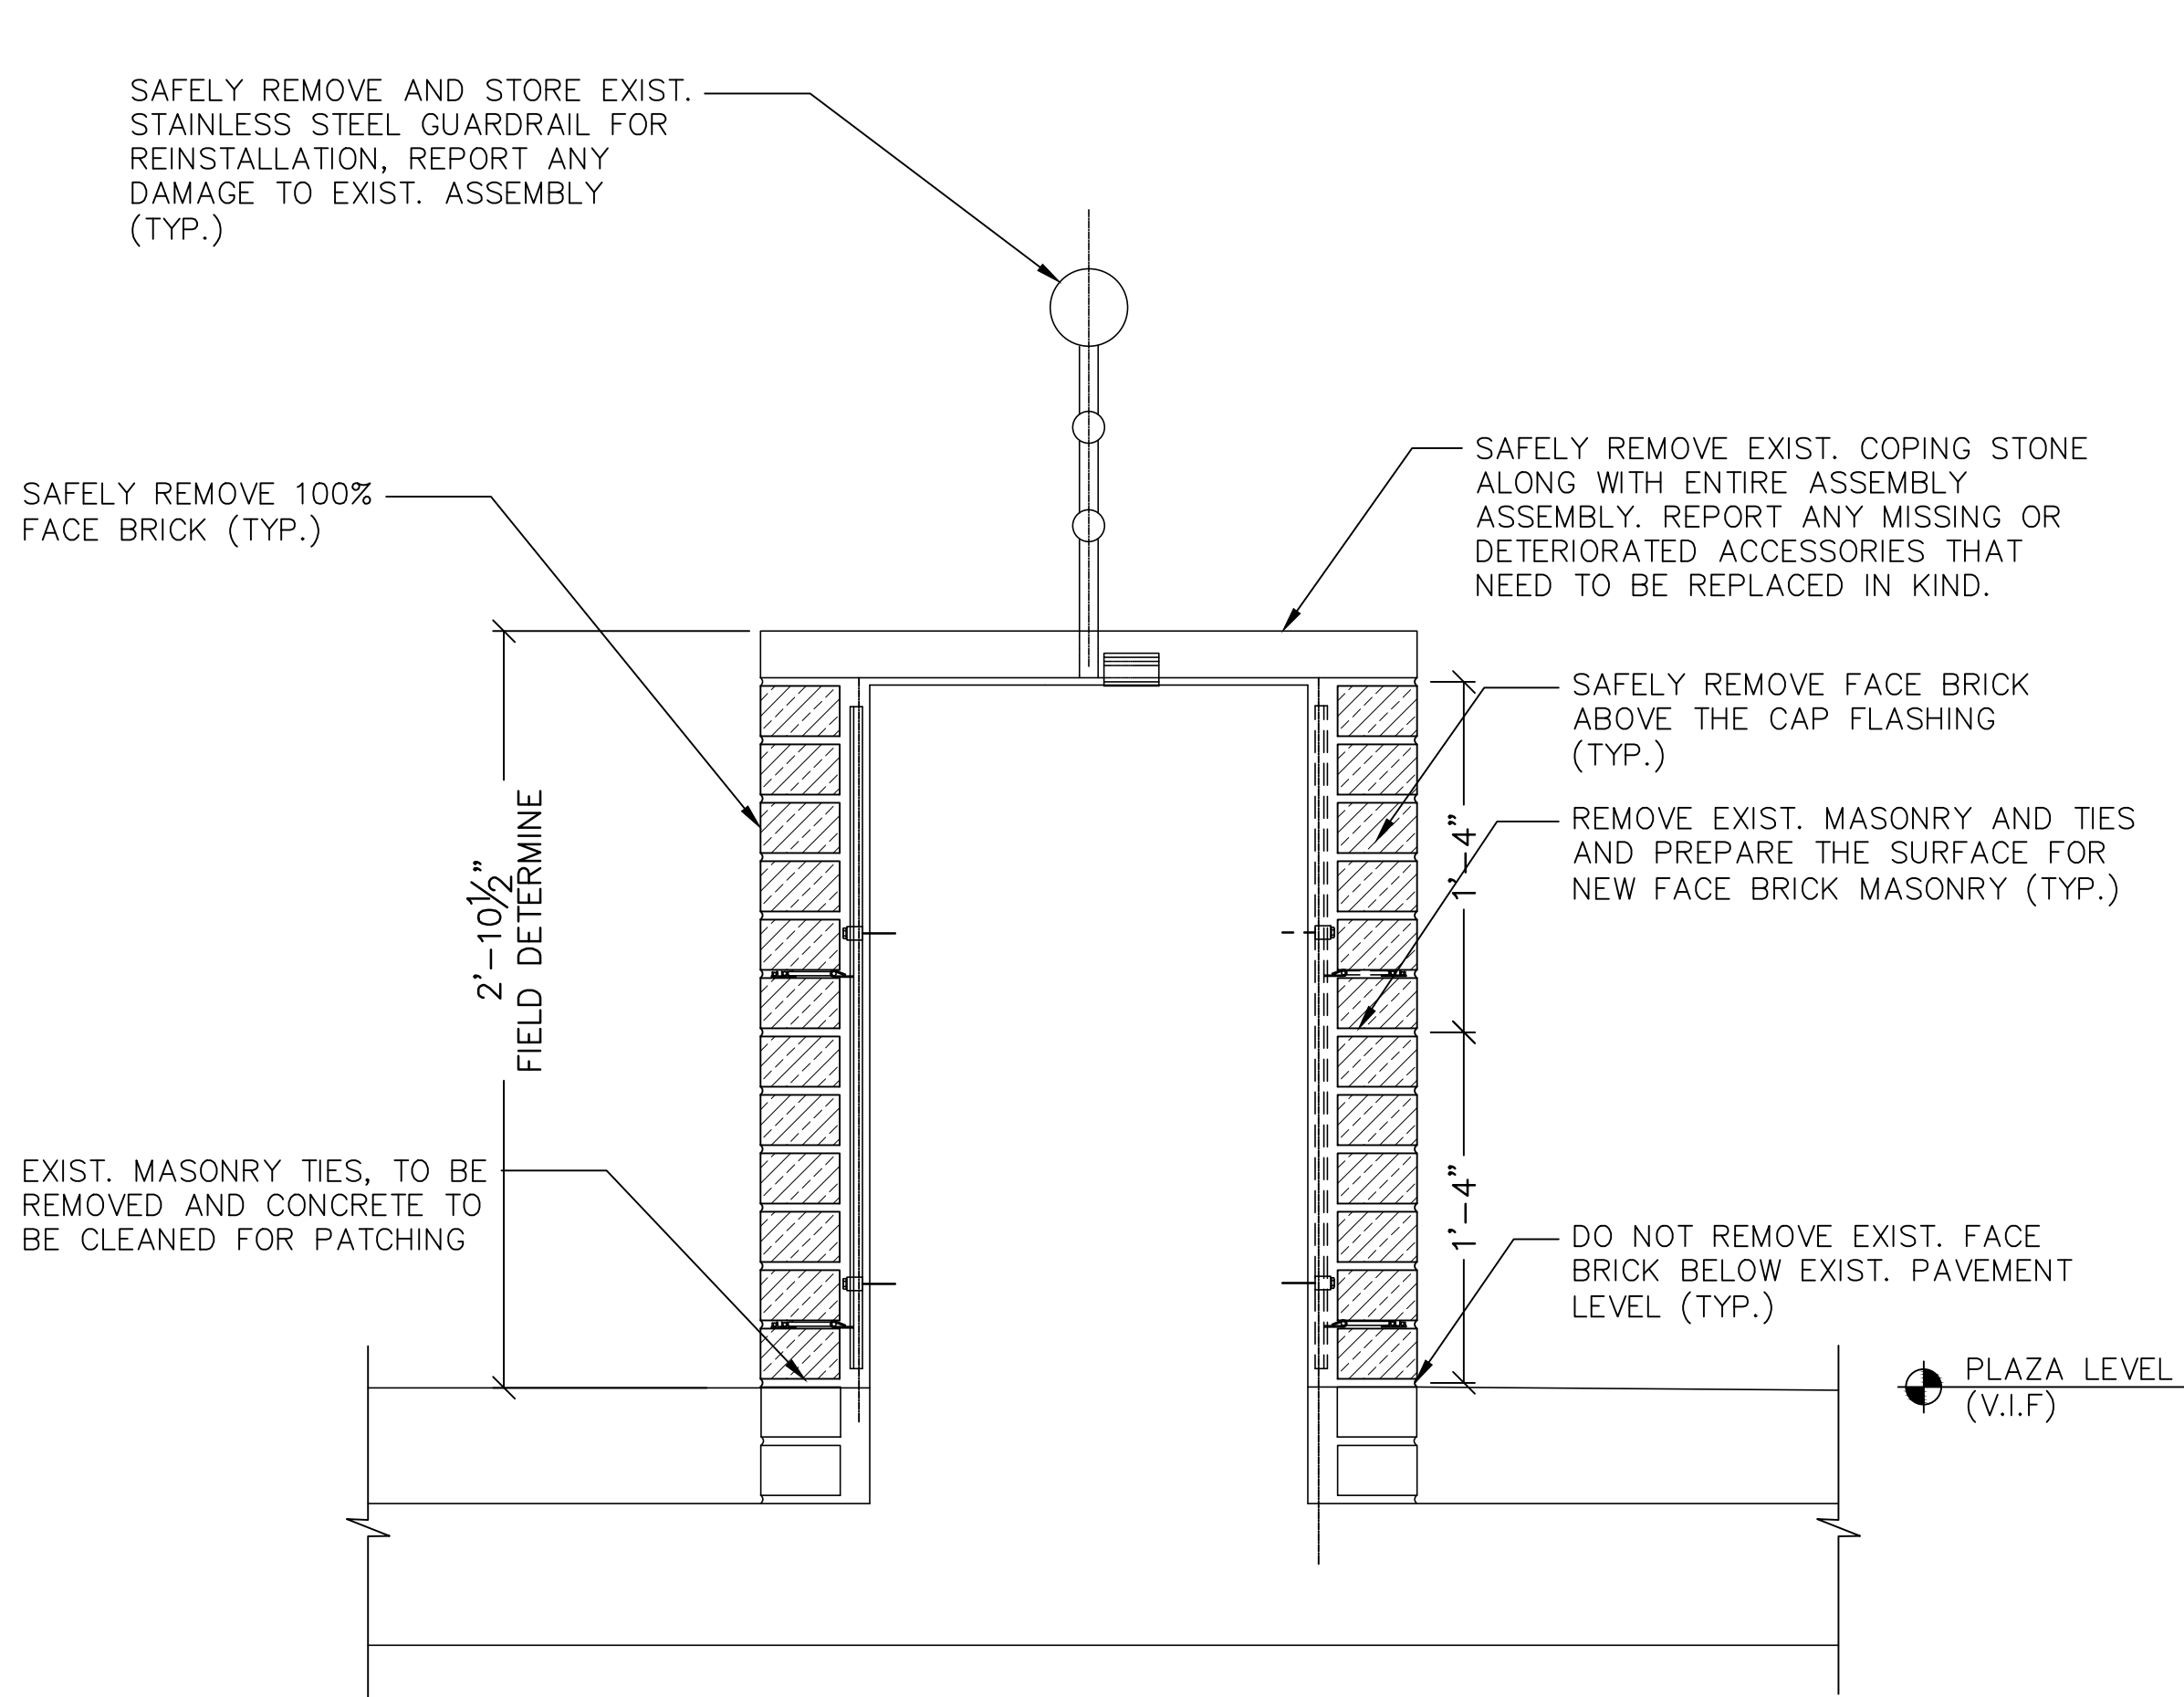 SAFELY REMOVE AND STORE EXIST.
STAINLESS STEEL GUARDRAIL FOR
REINSTALLATION, REPORT ANY
DAMAGE TO EXIST. ASSEMBLY
(TYP.)
SAFELY REMOVE EXIST. COPING STONE
ALONG WITH ENTIRE ASSEMBLY
ASSEMBLY. REPORT ANY MISSING OR
DETERIORATED ACCESSORIES THAT
NEED TO BE REPLACED IN KIND.
SAFELY REMOVE 100%
FACE BRICK (TYP.)
SAFELY REMOVE FACE BRICK
ABOVE THE CAP FLASHING
(TYP.)
REMOVE EXIST. MASONRY AND TIES
AND PREPARE THE SURFACE FOR
NEW FACE BRICK MASONRY (TYP.)
2'-10½"
FIELD DETERMINE
1'-4"
1'-4"
EXIST. MASONRY TIES, TO BE
REMOVED AND CONCRETE TO
BE CLEANED FOR PATCHING
DO NOT REMOVE EXIST. FACE
BRICK BELOW EXIST. PAVEMENT
LEVEL (TYP.)
PLAZA LEVEL
(V.I.F)